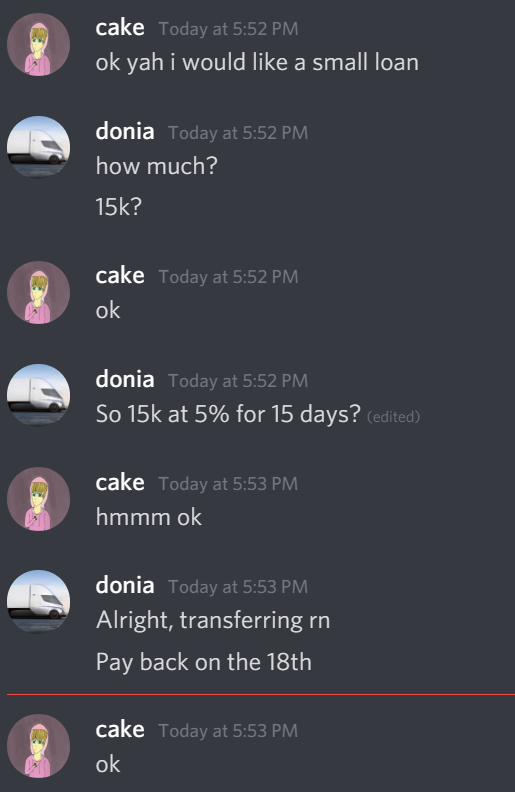 cake Today at 5:52 PM
ok yah i would like a small loan
donia Today at 5:52 PM
how much?
15k?
cake Today at 5:52 PM
ok
donia Today at 5:52 PM
So 15k at 5% for 15 days? (edited)
cake Today at 5:53 PM
hmmm ok
donia Today at 5:53 PM
Alright, transferring rn
Pay back on the 18th
cake Today at 5:53 PM
ok